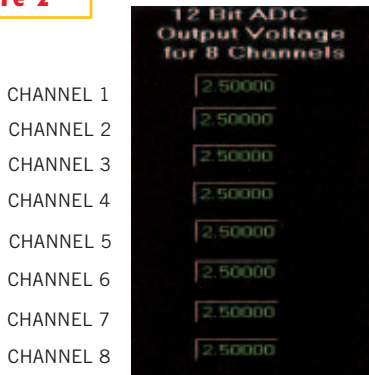 12 Bit ADC
Output Voltage
for 8 Channels
CHANNEL 1 2.50000
CHANNEL 2 2.50000
CHANNEL 3 2.50000
CHANNEL 4 2.50000
CHANNEL 5 2.50000
CHANNEL 6 2.50000
CHANNEL 7 2.50000
CHANNEL 8 2.50000